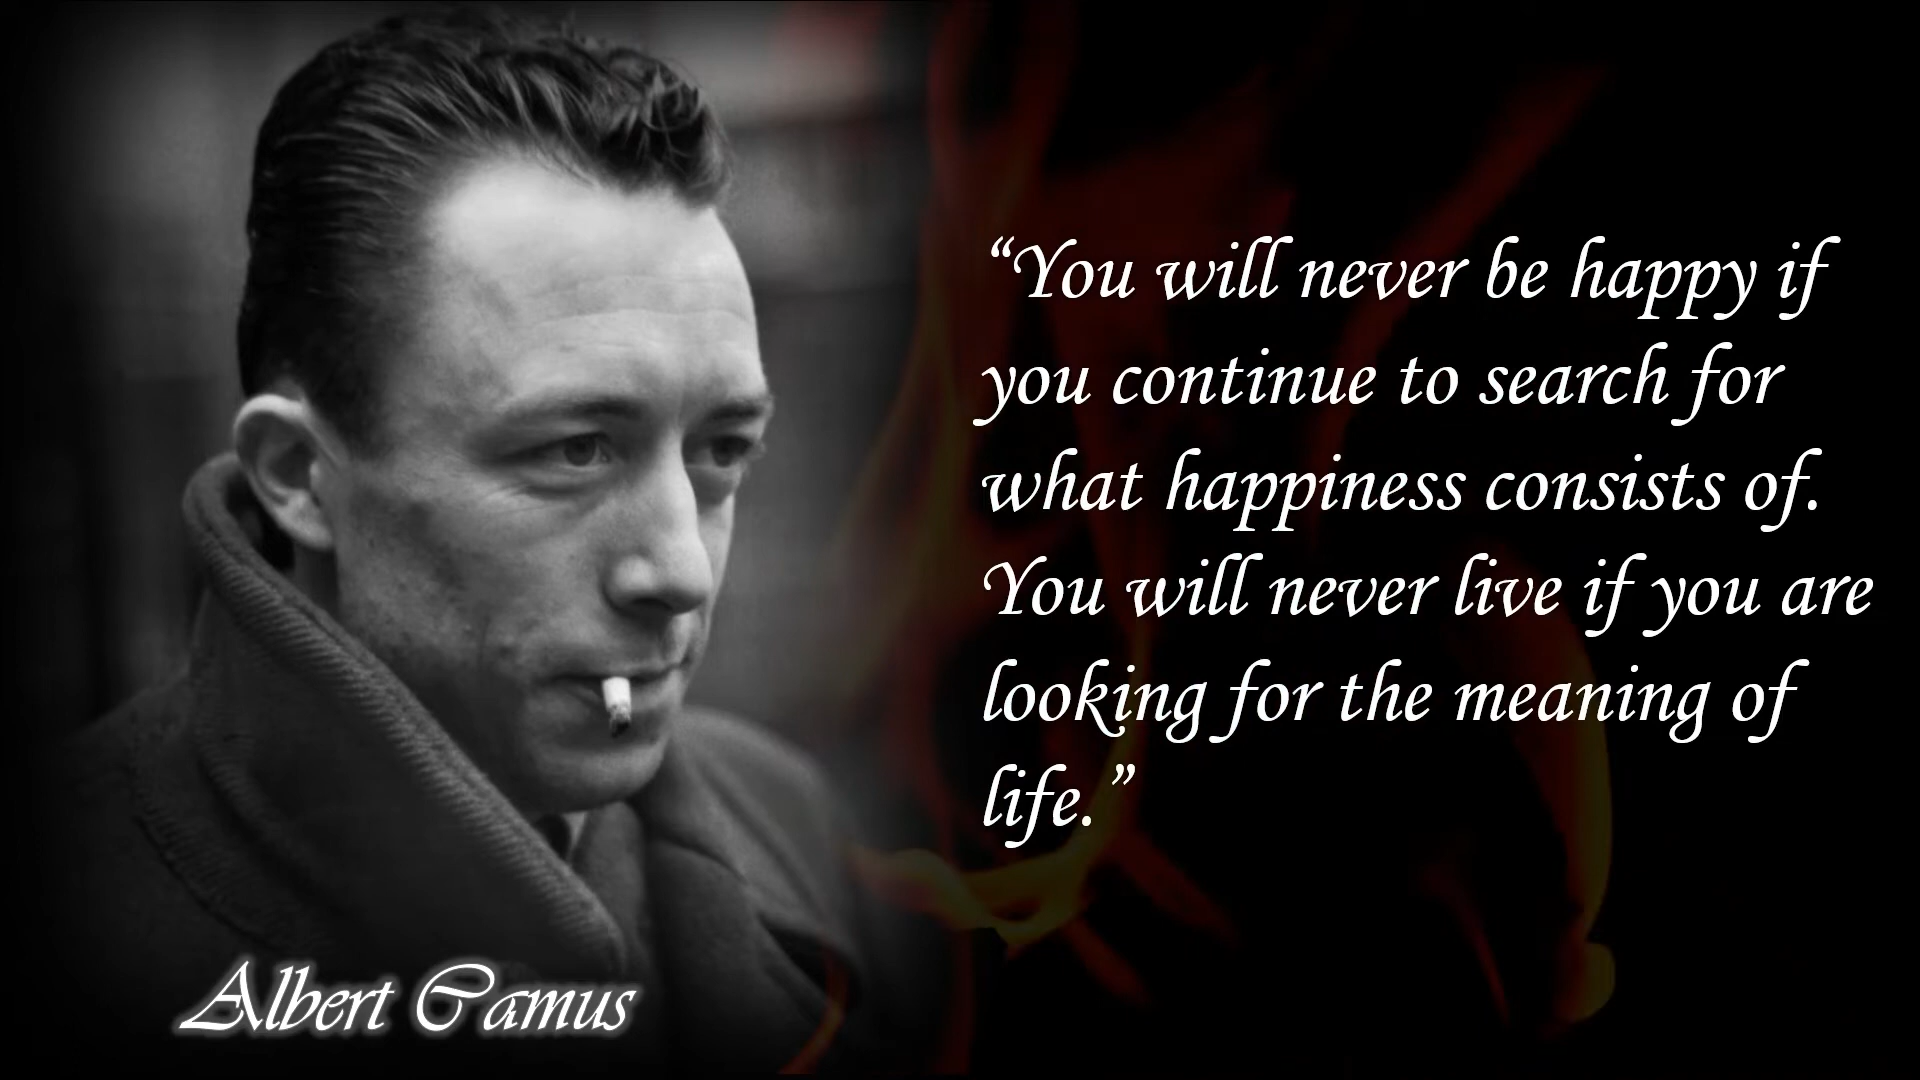 “You will never be happy if
you continue to search for
what happiness consists of.
You will never live if you are
looking for the meaning of
life.”
Albert Camus